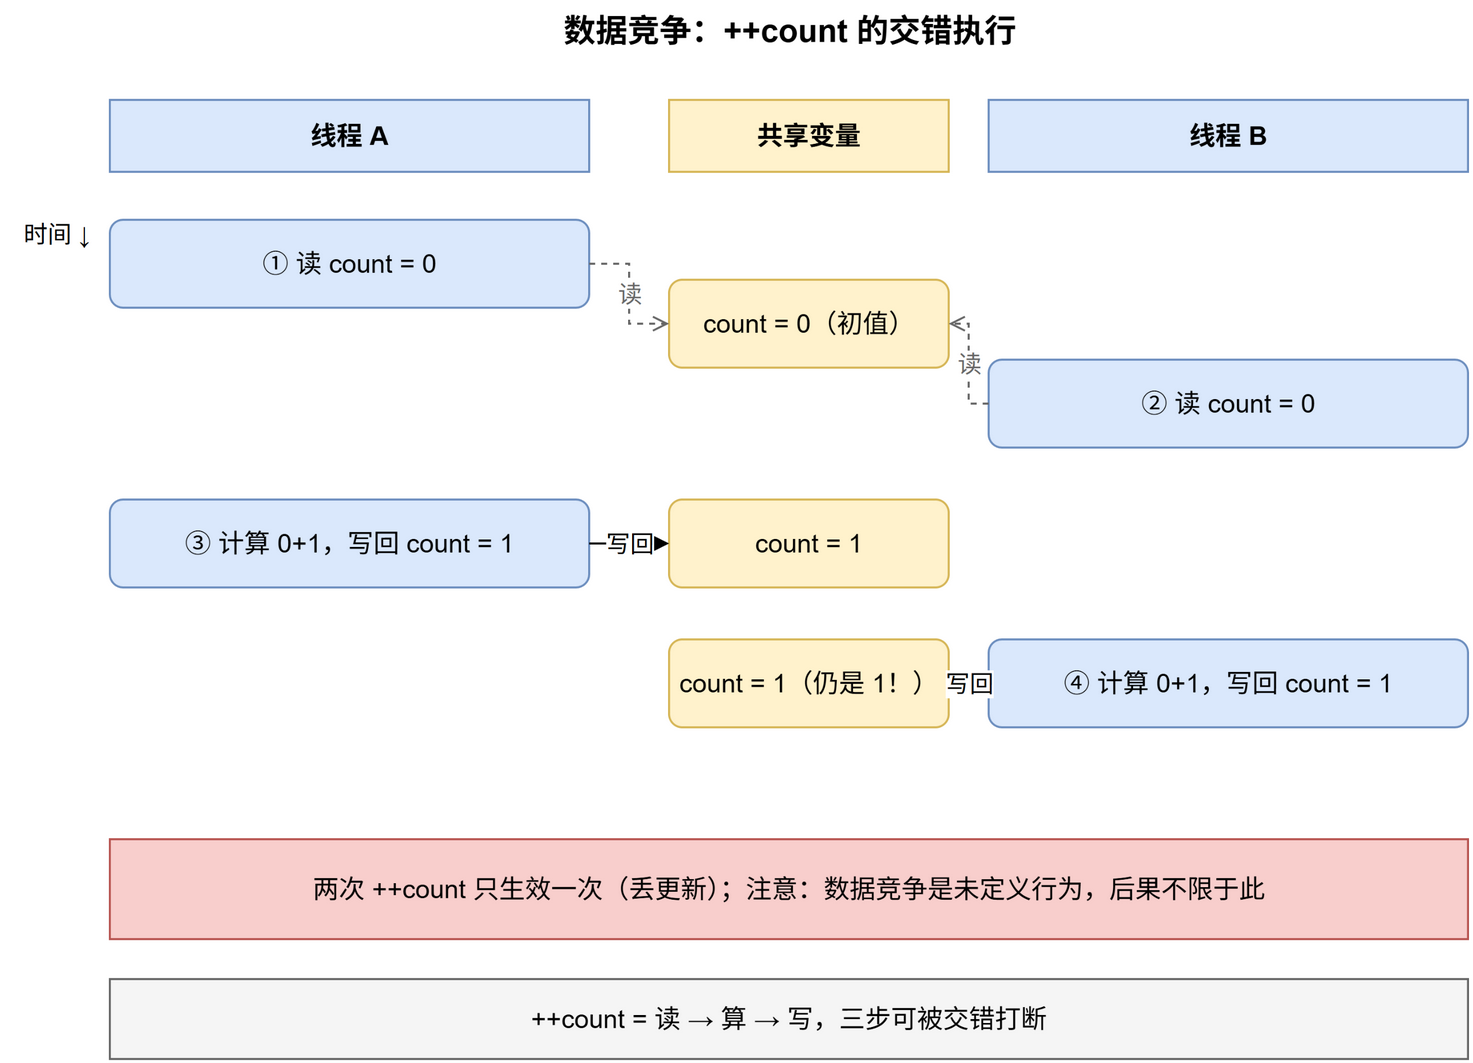 数据竞争：++count 的交错执行
线程 A
共享变量
线程 B
时间 ↓
① 读 count = 0
读
count = 0（初值）
读
② 读 count = 0
③ 计算 0+1，写回 count = 1
写回
count = 1
count = 1（仍是 1！）
写回
④ 计算 0+1，写回 count = 1
两次 ++count 只生效一次（丢更新）；注意：数据竞争是未定义行为，后果不限于此
++count = 读 → 算 → 写，三步可被交错打断